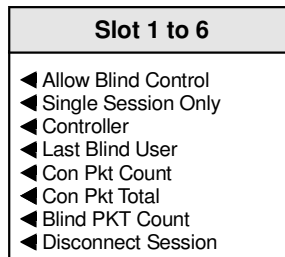 Slot 1 to 6
Allow Blind Control
Single Session Only
Controller
Last Blind User
Con Pkt Count
Con Pkt Total
Blind PKT Count
Disconnect Session